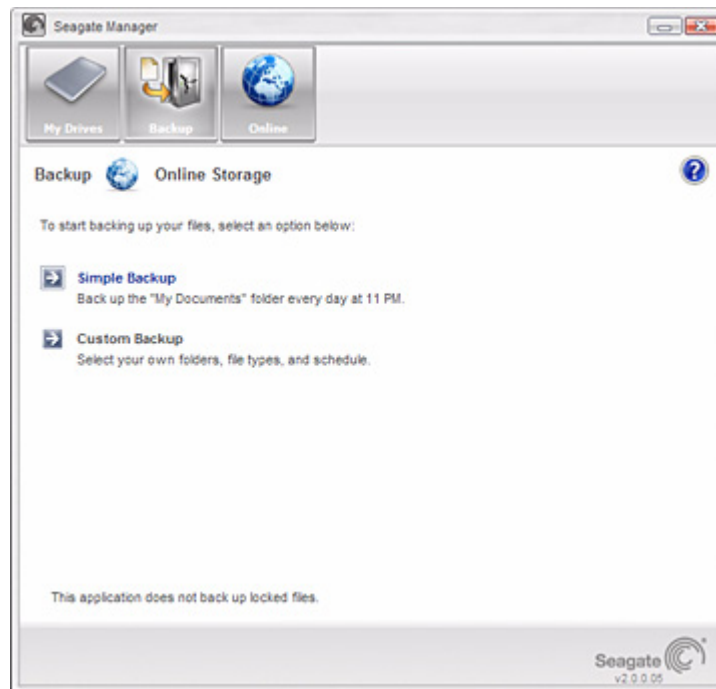 Seagate Manager
My Drives Backup Online
Backup Online Storage
To start backing up your files, select an option below:
Simple Backup
Back up the "My Documents" folder every day at 11 PM.
Custom Backup
Select your own folders, file types, and schedule.
This application does not back up locked files.
Seagate
v2.0.0.05